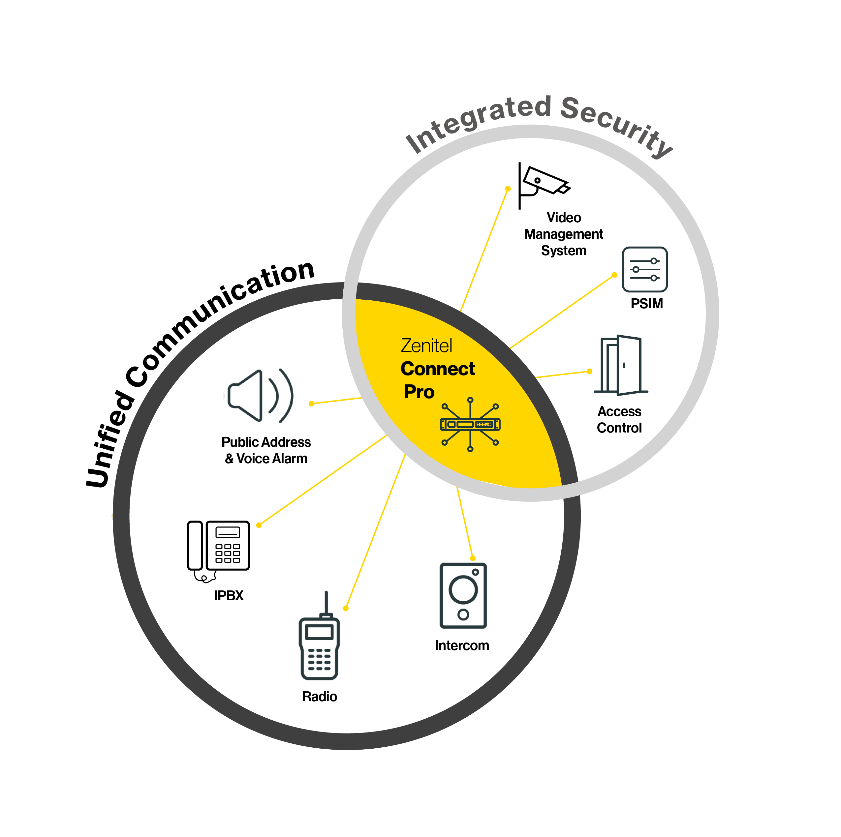 Integrated Security
Video
Management
System
PSIM
Access
Control
Unified Communication
Zenitel
Connect
Pro
Public Address
& Voice Alarm
IPBX
Radio
Intercom